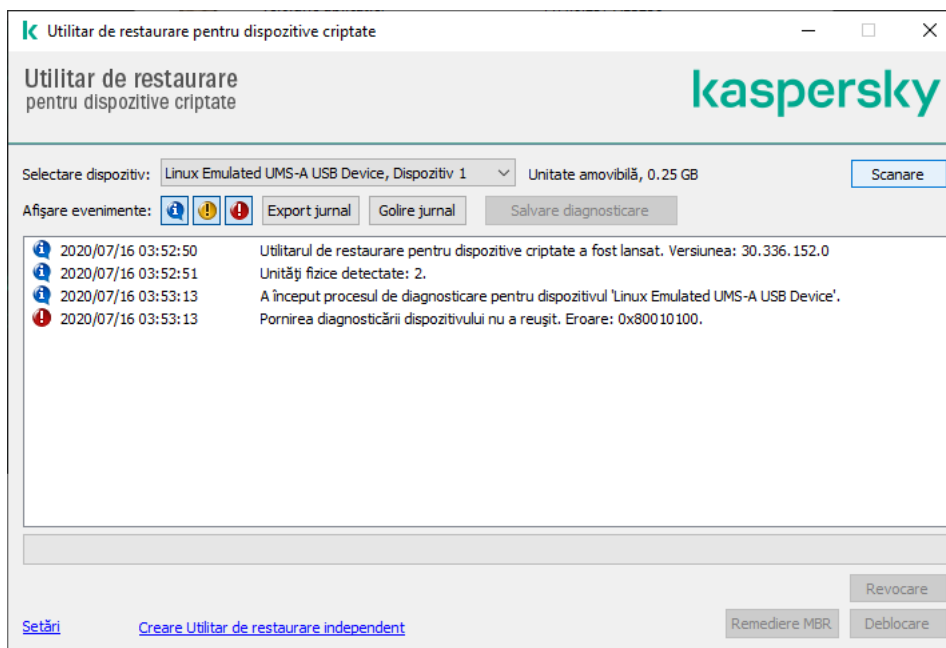 Utilitar de restaurare pentru dispozitive criptate
Utilitar de restaurare
pentru dispozitive criptate
kaspersky
Selectare dispozitiv: Linux Emulated UMS-A USB Device, Dispozitiv 1 Unitate amovibilă, 0.25 GB Scanare
Afișare evenimente: Export jurnal Golire jurnal Salvare diagnosticare
2020/07/16 03:52:50 Utilitarul de restaurare pentru dispozitive criptate a fost lansat. Versiunea: 30.336.152.0
2020/07/16 03:52:51 Unități fizice detectate: 2.
2020/07/16 03:53:13 A început procesul de diagnosticare pentru dispozitivul 'Linux Emulated UMS-A USB Device'.
2020/07/16 03:53:13 Pornirea diagnosticării dispozitivului nu a reușit. Eroare: 0x80010100.
Revocare
Setări Creare Utilitar de restaurare independent Remediere MBR Deblocare